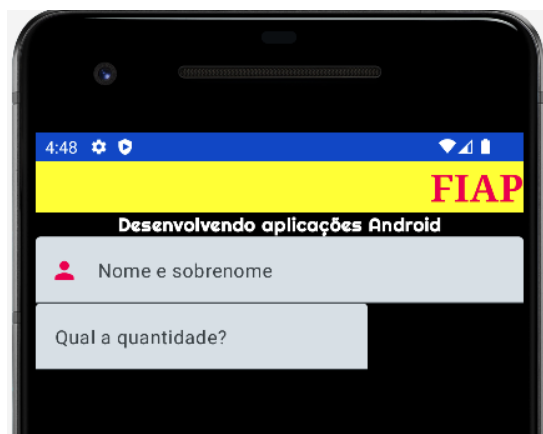 4:48
FIAP
Desenvolvendo aplicações Android
Nome e sobrenome
Qual a quantidade?